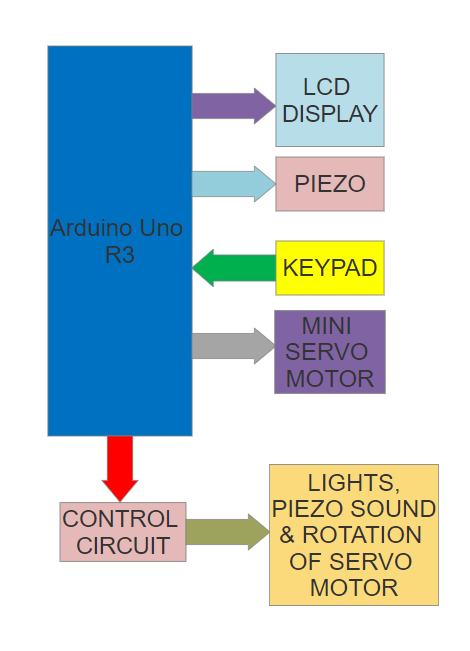 LCD
DISPLAY
PIEZO
Arduino Uno
R3
KEYPAD
MINI
SERVO
MOTOR
CONTROL
CIRCUIT
LIGHTS,
PIEZO SOUND
& ROTATION
OF SERVO
MOTOR